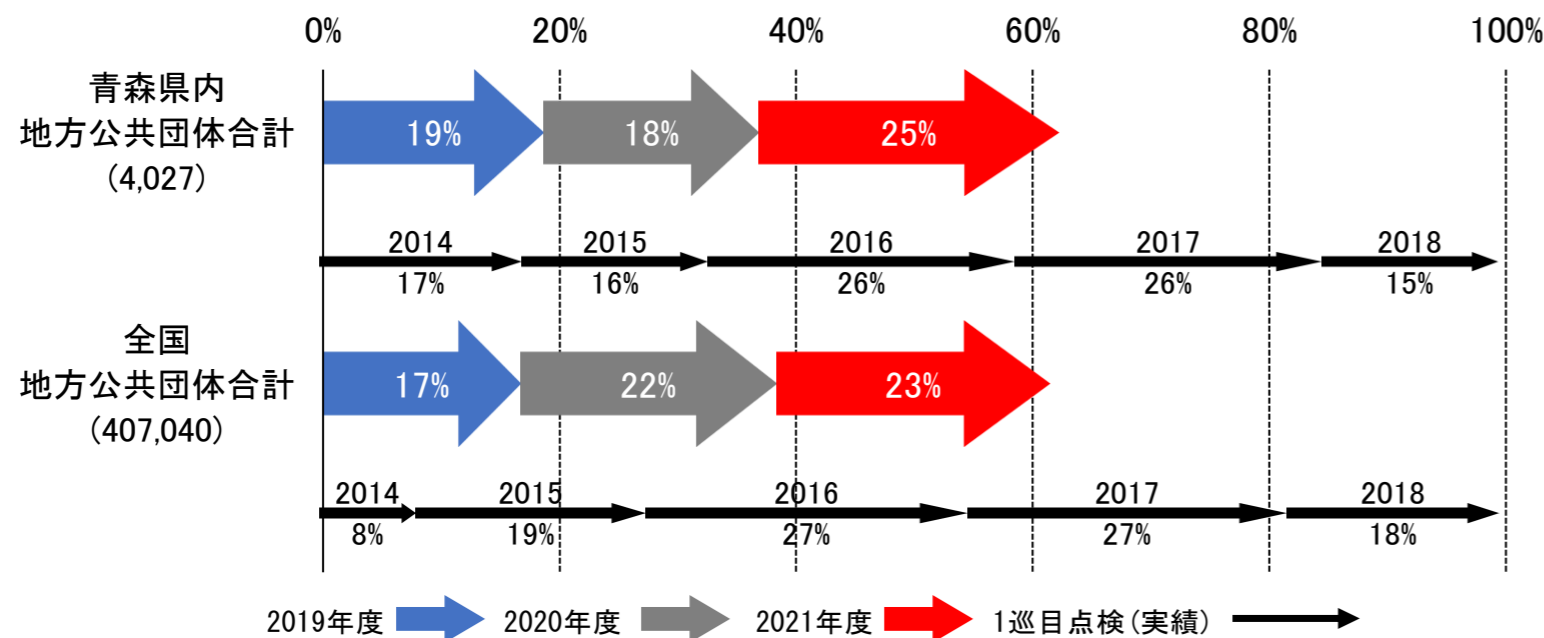 0% 20% 40% 60% 80% 100%
青森県内
地方公共団体合計
(4,027)
19% 18% 25%
2014 2015 2016 2017 2018
17% 16% 26% 26% 15%
全国
地方公共団体合計
(407,040)
17% 22% 23%
2014 2015 2016 2017 2018
8% 19% 27% 27% 18%
2019年度 2020年度 2021年度 1巡目点検(実績)